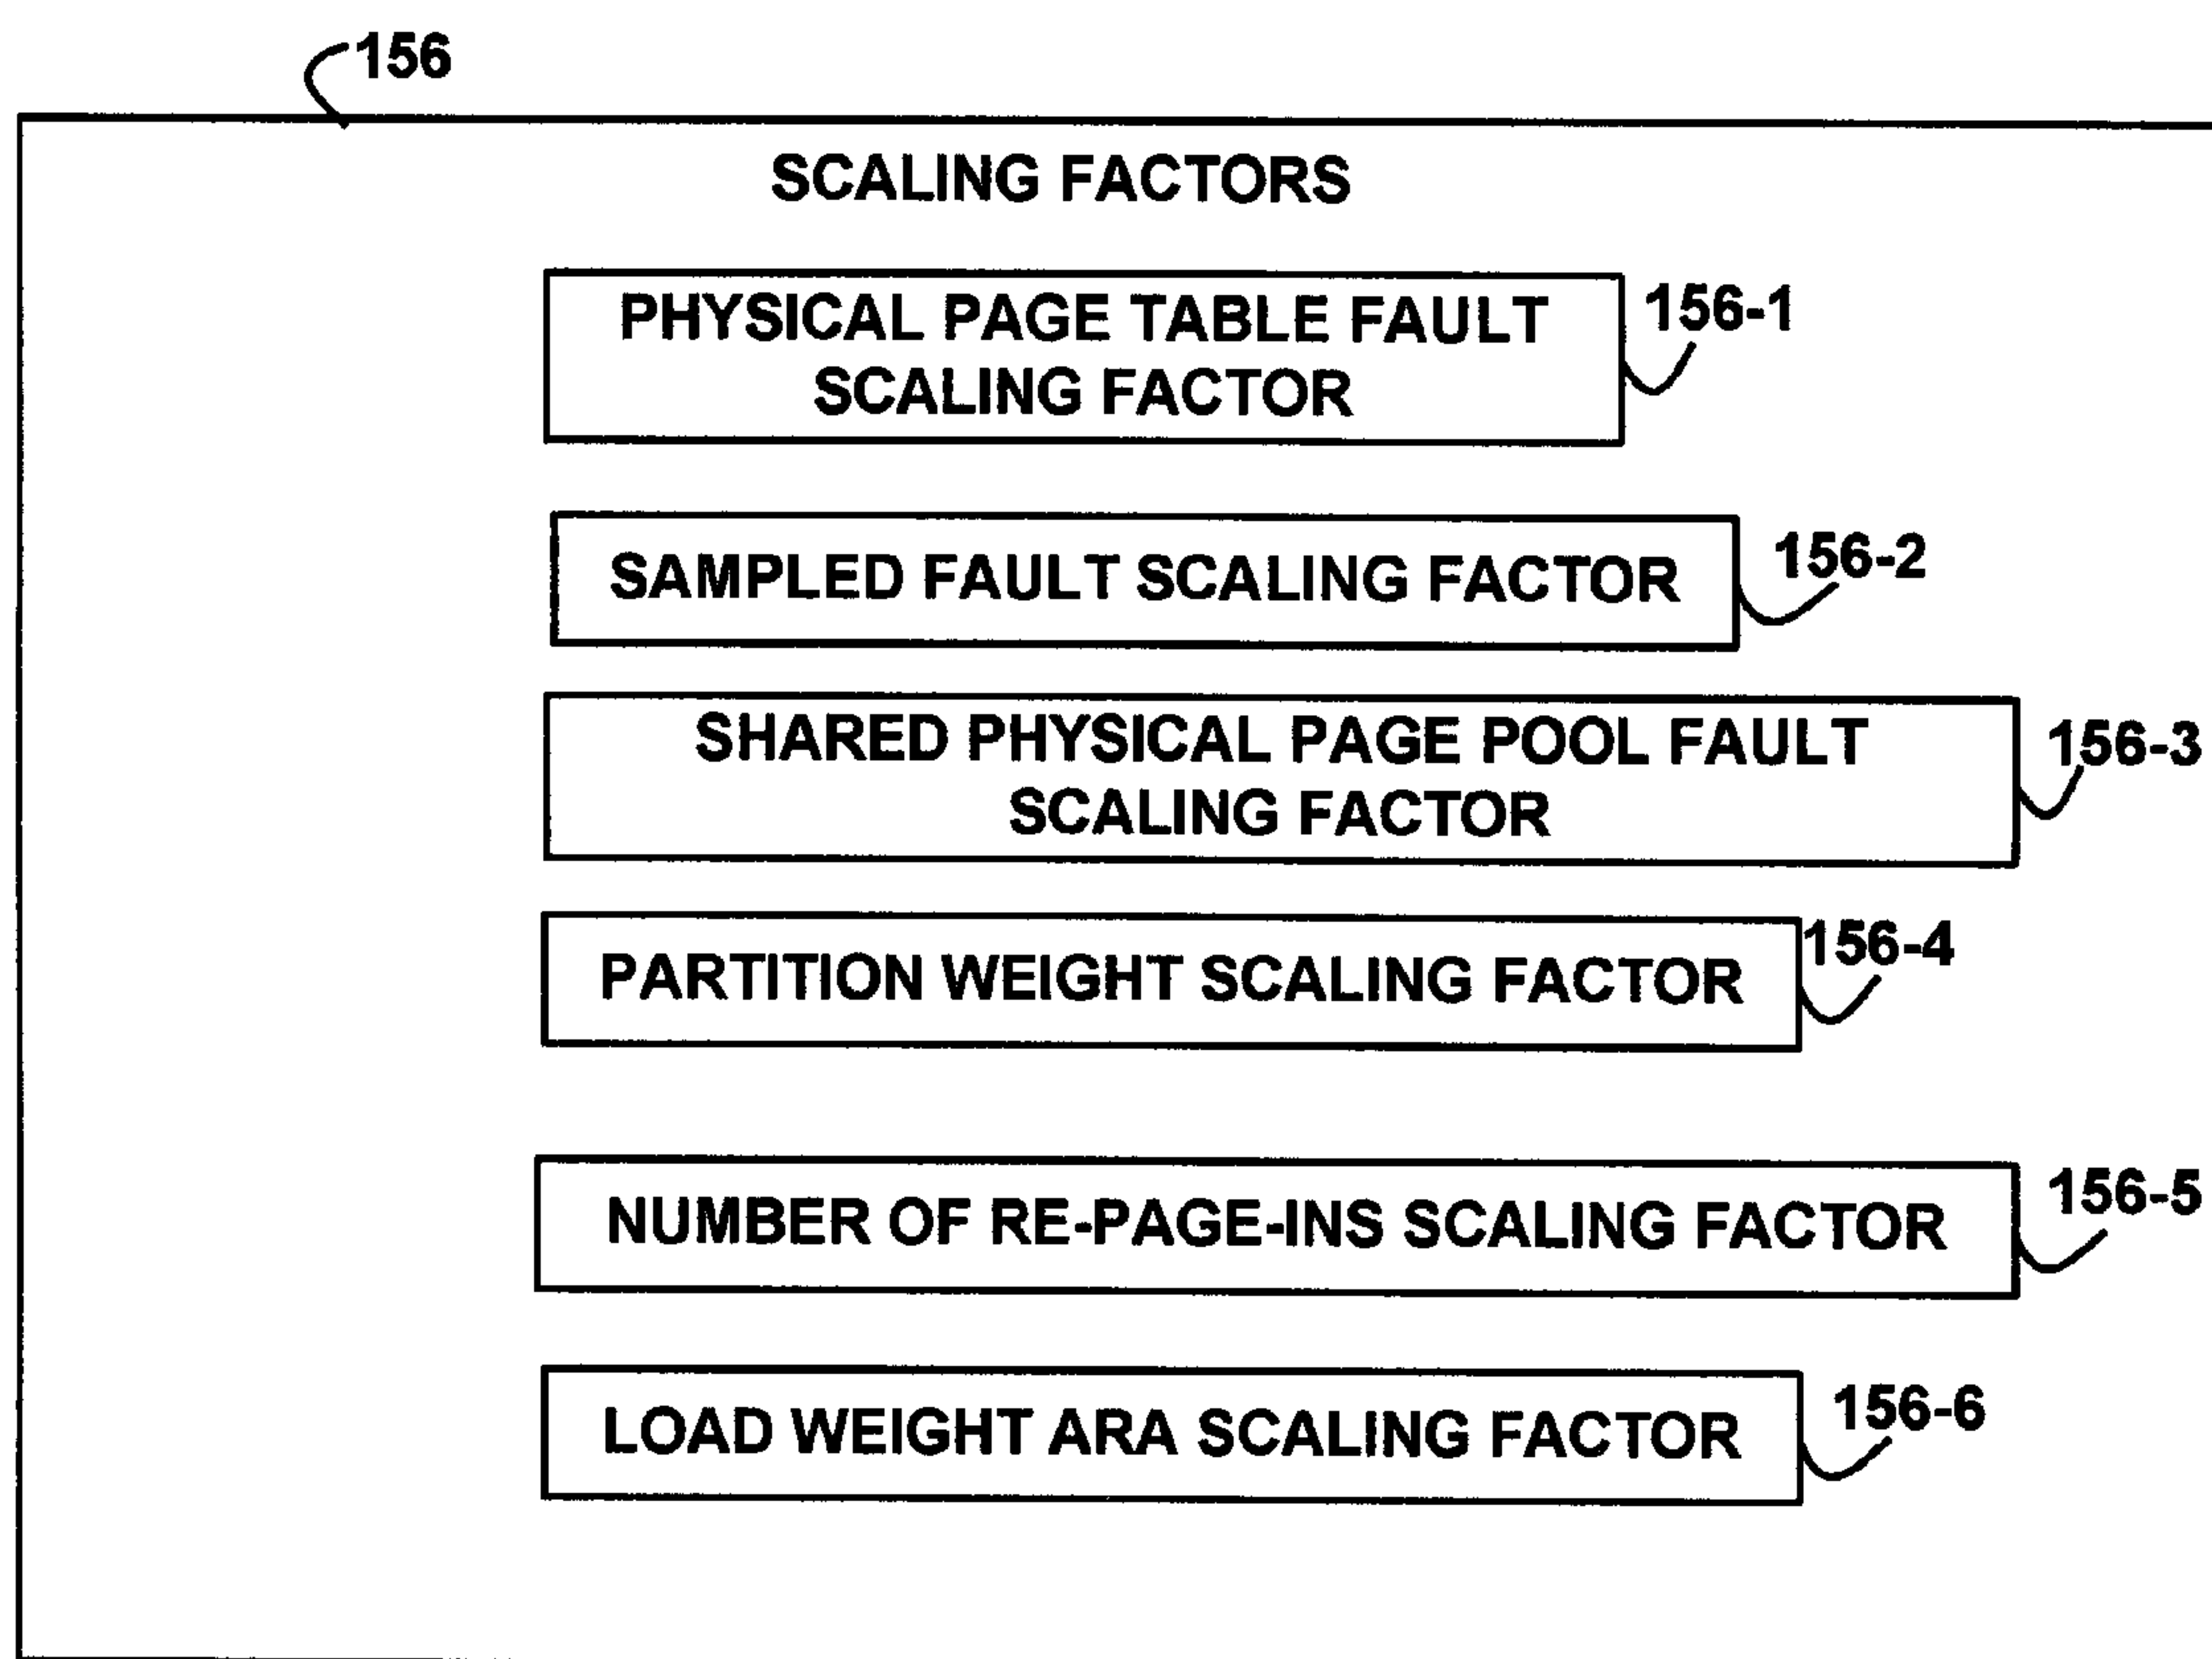 156
SCALING FACTORS
PHYSICAL PAGE TABLE FAULT
SCALING FACTOR
156-1
SAMPLED FAULT SCALING FACTOR
156-2
SHARED PHYSICAL PAGE POOL FAULT
SCALING FACTOR
156-3
PARTITION WEIGHT SCALING FACTOR
156-4
NUMBER OF RE-PAGE-INS SCALING FACTOR
156-5
LOAD WEIGHT ARA SCALING FACTOR
156-6